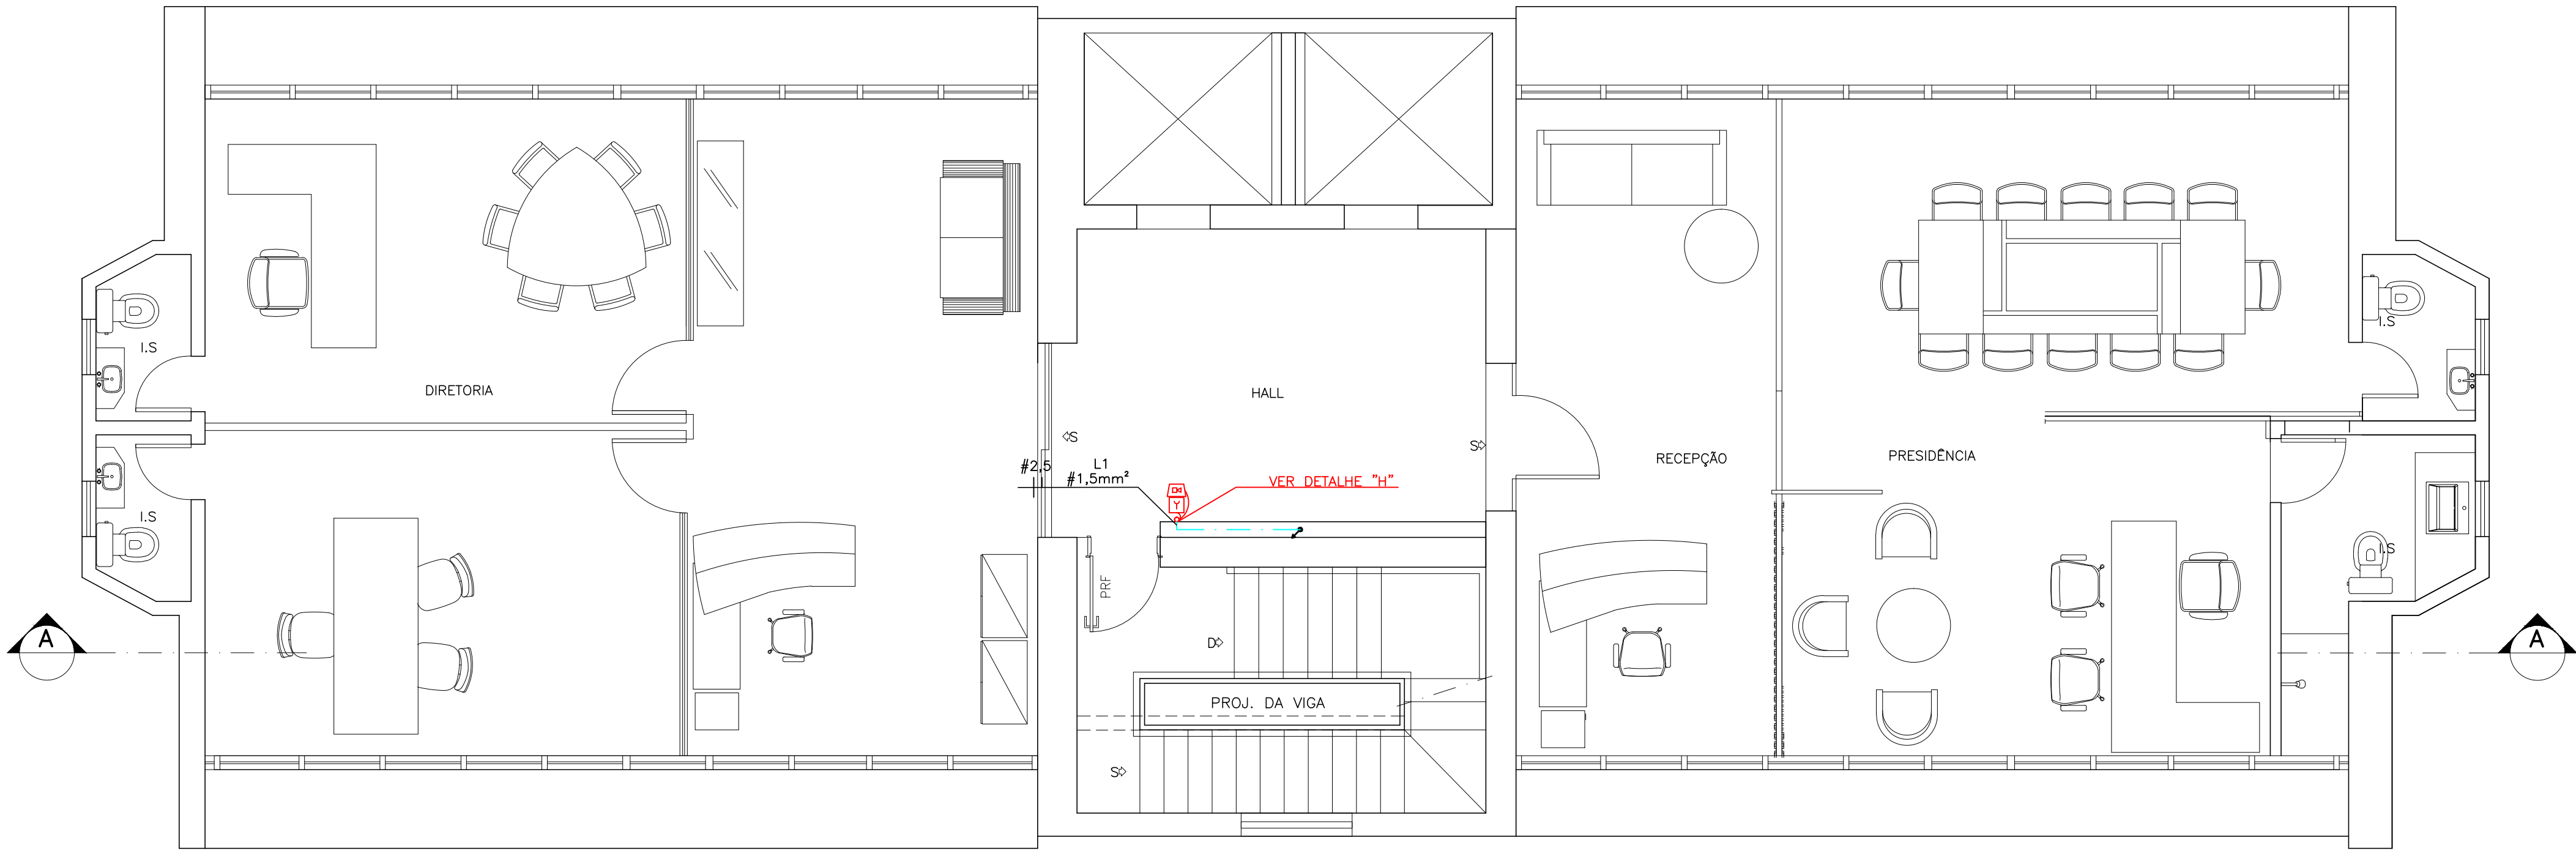 I.S
DIRETORIA
HALL
I.S
S
S
RECEPÇÃO
PRESIDÊNCIA
#2,5
L1
#1,5mm²
VER DETALHE "H"
Y
I.S
I.S
PRF
A
D
A
PROJ. DA VIGA
S